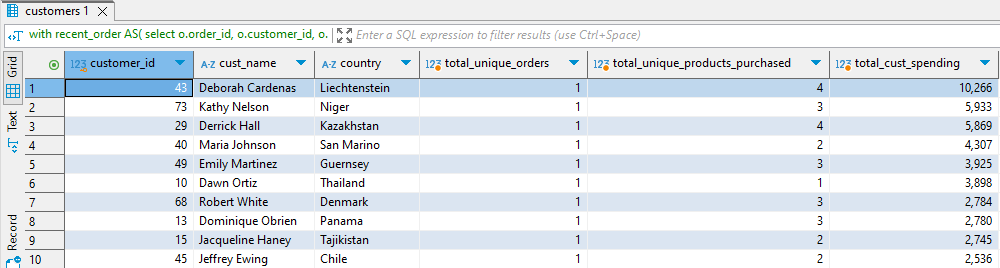 customers 1
with recent_order AS( select o.order_id, o.customer_id, o. Enter a SQL expression to filter results (use Ctrl+Space)
Grid
Text
Record
123 customer_id A-Z cust_name A-Z country 123 total_unique_orders 123 total_unique_products_purchased 123 total_cust_spending
1 43 Deborah Cardenas Liechtenstein 1 4 10,266
2 73 Kathy Nelson Niger 1 3 5,933
3 29 Derrick Hall Kazakhstan 1 4 5,869
4 40 Maria Johnson San Marino 1 2 4,307
5 49 Emily Martinez Guernsey 1 3 3,925
6 10 Dawn Ortiz Thailand 1 1 3,898
7 68 Robert White Denmark 1 3 2,784
8 13 Dominique Obrien Panama 1 3 2,780
9 15 Jacqueline Haney Tajikistan 1 2 2,745
10 45 Jeffrey Ewing Chile 1 2 2,536